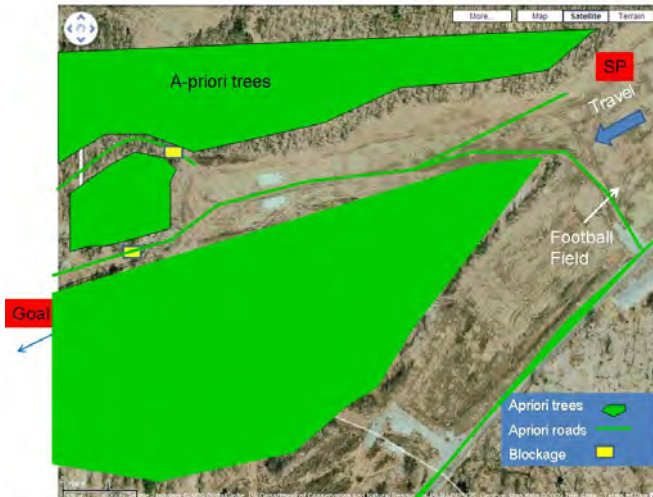 More...
Map
Satellite
Terrain
A-priori trees
SP
Travel
Football
Field
Goal
Apriori trees
Apriori roads
Blockage